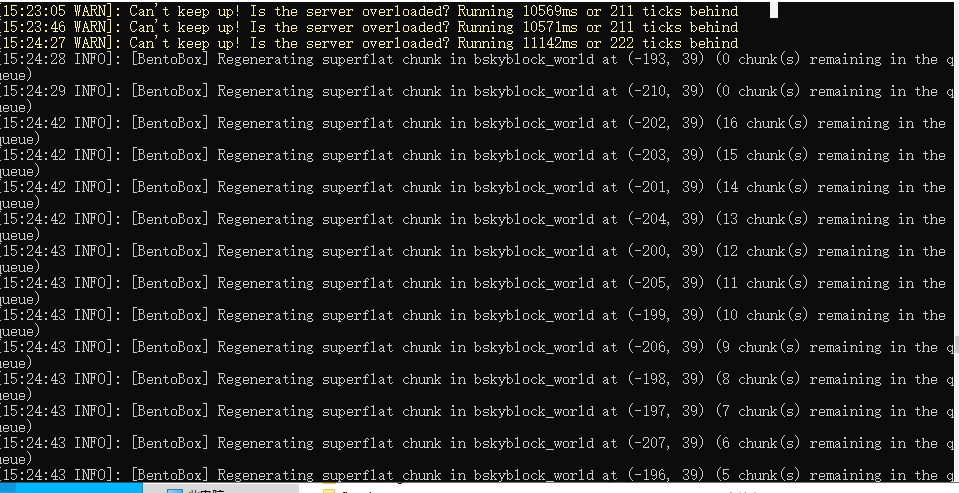 [15:23:05 WARN]: Can't keep up! Is the server overloaded? Running 10569ms or 211 ticks behind
[15:23:46 WARN]: Can't keep up! Is the server overloaded? Running 10571ms or 211 ticks behind
[15:24:27 WARN]: Can't keep up! Is the server overloaded? Running 11142ms or 222 ticks behind
[15:24:28 INFO]: [BentoBox] Regenerating superflat chunk in bskyblock_world at (-193, 39) (0 chunk(s) remaining in the q
ueue)
[15:24:29 INFO]: [BentoBox] Regenerating superflat chunk in bskyblock_world at (-210, 39) (0 chunk(s) remaining in the q
ueue)
[15:24:42 INFO]: [BentoBox] Regenerating superflat chunk in bskyblock_world at (-202, 39) (16 chunk(s) remaining in the
queue)
[15:24:42 INFO]: [BentoBox] Regenerating superflat chunk in bskyblock_world at (-203, 39) (15 chunk(s) remaining in the
queue)
[15:24:42 INFO]: [BentoBox] Regenerating superflat chunk in bskyblock_world at (-201, 39) (14 chunk(s) remaining in the
queue)
[15:24:42 INFO]: [BentoBox] Regenerating superflat chunk in bskyblock_world at (-204, 39) (13 chunk(s) remaining in the
queue)
[15:24:43 INFO]: [BentoBox] Regenerating superflat chunk in bskyblock_world at (-200, 39) (12 chunk(s) remaining in the
queue)
[15:24:43 INFO]: [BentoBox] Regenerating superflat chunk in bskyblock_world at (-205, 39) (11 chunk(s) remaining in the
queue)
[15:24:43 INFO]: [BentoBox] Regenerating superflat chunk in bskyblock_world at (-199, 39) (10 chunk(s) remaining in the
queue)
[15:24:43 INFO]: [BentoBox] Regenerating superflat chunk in bskyblock_world at (-206, 39) (9 chunk(s) remaining in the q
ueue)
[15:24:43 INFO]: [BentoBox] Regenerating superflat chunk in bskyblock_world at (-198, 39) (8 chunk(s) remaining in the q
ueue)
[15:24:43 INFO]: [BentoBox] Regenerating superflat chunk in bskyblock_world at (-197, 39) (7 chunk(s) remaining in the q
ueue)
[15:24:43 INFO]: [BentoBox] Regenerating superflat chunk in bskyblock_world at (-207, 39) (6 chunk(s) remaining in the q
ueue)
[15:24:43 INFO]: [BentoBox] Regenerating superflat chunk in bskyblock_world at (-196, 39) (5 chunk(s) remaining in the q